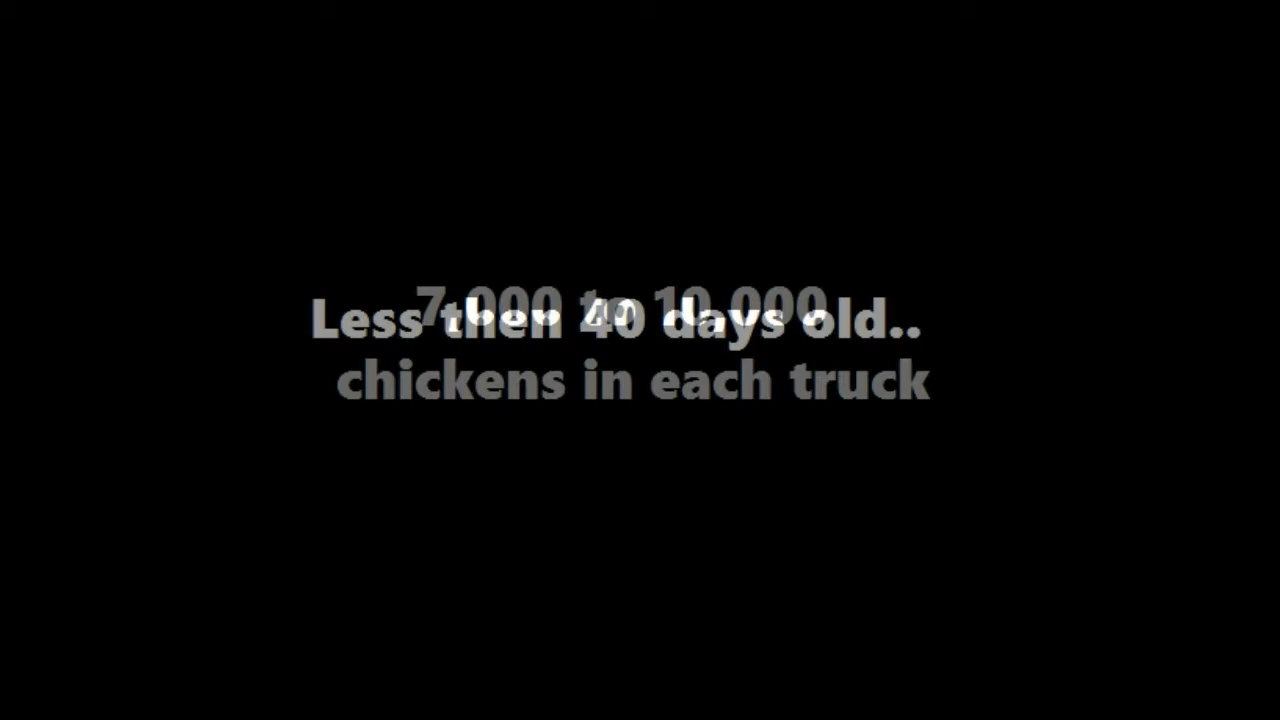 7,000 to 10,000
Less then 40 days old..
chickens in each truck